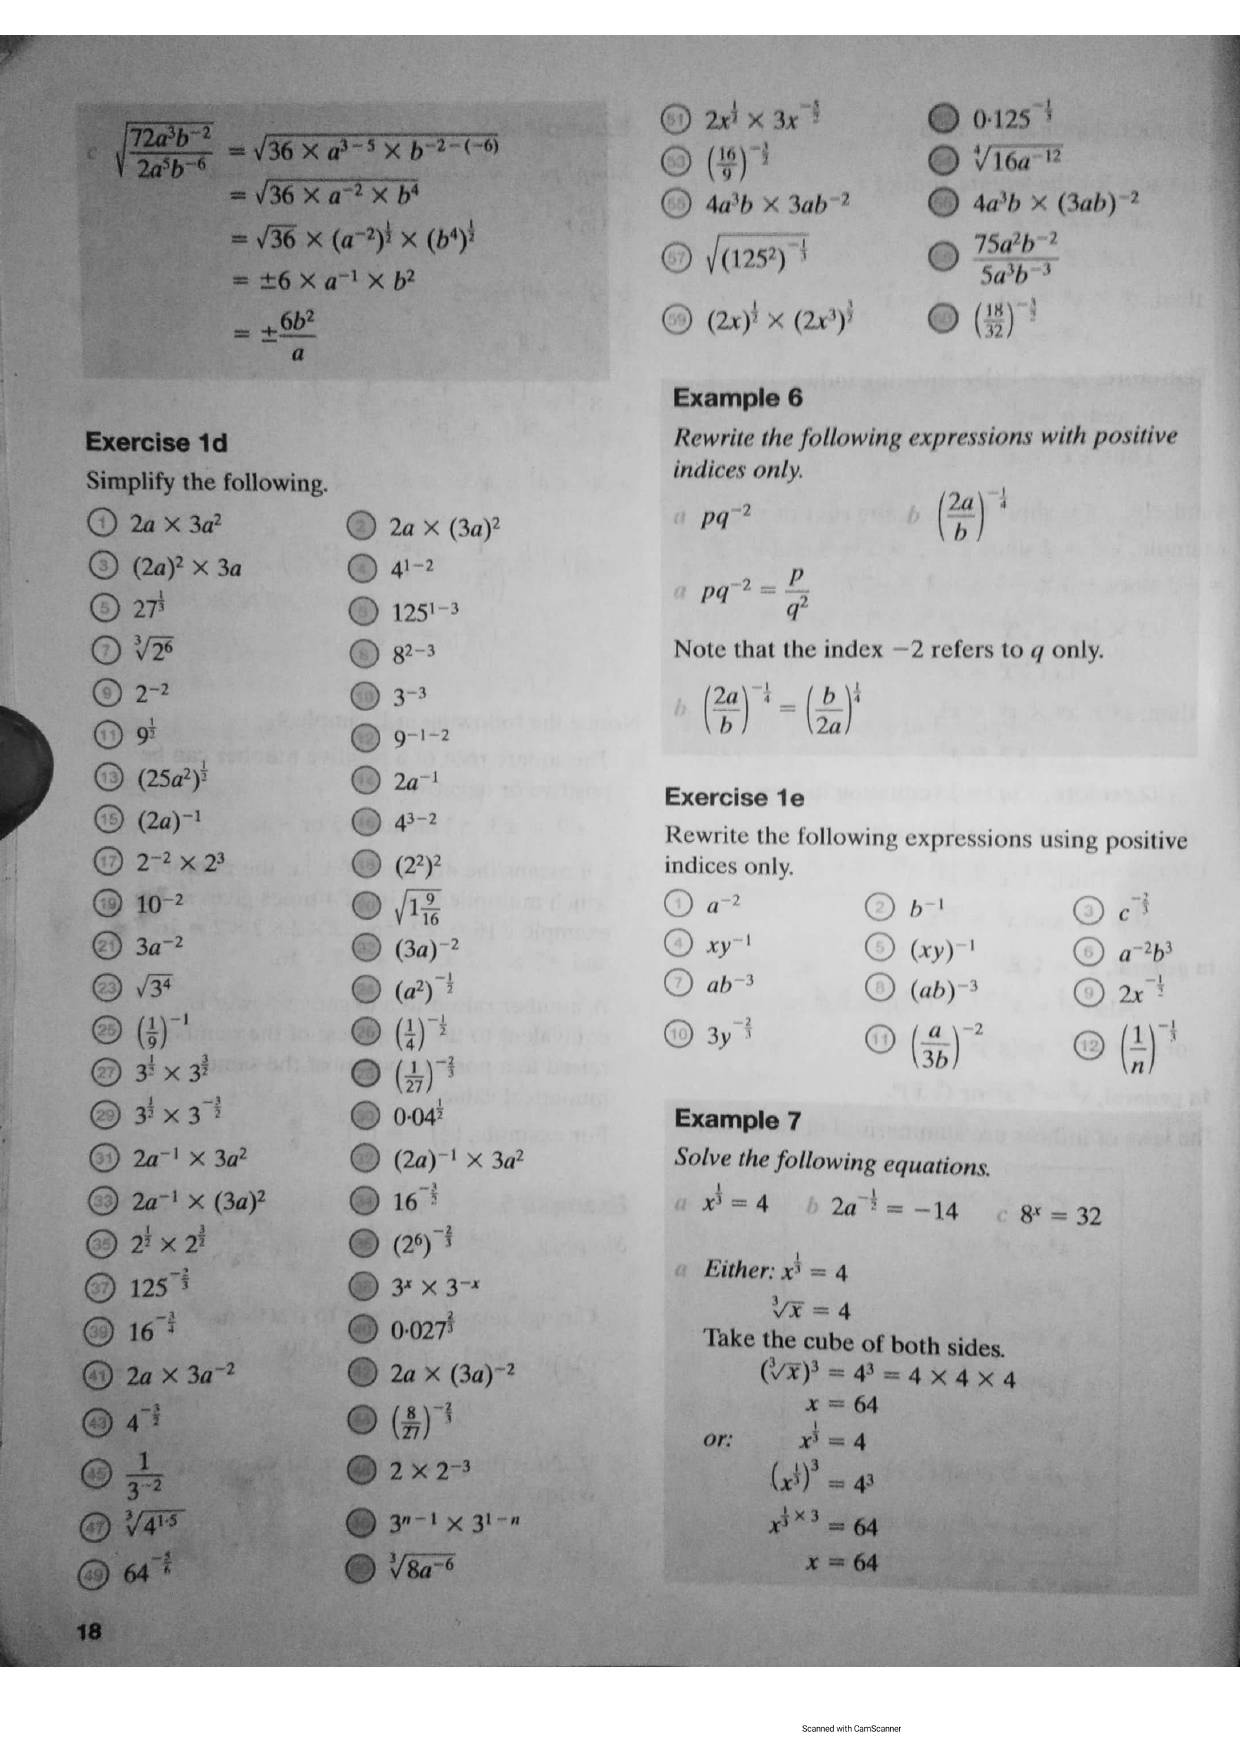 c √(72a³b⁻² / 2a⁵b⁻⁶) = √(36 × a³⁻⁵ × b⁻²⁻⁽⁻⁶⁾)
= √(36 × a⁻² × b⁴)
= √36 × (a⁻²)^(1/2) × (b⁴)^(1/2)
= ±6 × a⁻¹ × b²
= ± 6b²/a
Exercise 1d
Simplify the following.
1 2a × 3a²
2 2a × (3a)²
3 (2a)² × 3a
4 4¹⁻²
5 27^(1/3)
6 125¹⁻³
7 ∛(2⁶)
8 8²⁻³
9 2⁻²
10 3⁻³
11 9^(1/2)
12 9⁻¹⁻²
13 (25a²)^(1/2)
14 2a⁻¹
15 (2a)⁻¹
16 4³⁻²
17 2⁻² × 2³
18 (2²)²
19 10⁻²
20 √(1 9/16)
21 3a⁻²
22 (3a)⁻²
23 √(3⁴)
24 (a²)^(-1/2)
25 (1/9)⁻¹
26 (1/4)^(-1/2)
27 3^(1/2) × 3^(3/2)
28 (1/27)^(-2/3)
29 3^(1/2) × 3^(-3/2)
30 0·04^(1/2)
31 2a⁻¹ × 3a²
32 (2a)⁻¹ × 3a²
33 2a⁻¹ × (3a)²
34 16^(-3/2)
35 2^(1/2) × 2^(3/2)
36 (2⁶)^(-2/3)
37 125^(-2/3)
38 3ˣ × 3⁻ˣ
39 16^(-3/4)
40 0·027^(2/3)
41 2a × 3a⁻²
42 2a × (3a)⁻²
43 4^(-3/2)
44 (8/27)^(-2/3)
45 1/3⁻²
46 2 × 2⁻³
47 ∛(4^(1·5))
48 3ⁿ⁻¹ × 3¹⁻ⁿ
49 64^(-5/6)
50 ∛(8a⁻⁶)
18
51 2x^(1/3) × 3x
52 0·125^(-1/3)
53 (16/9)
54 ∜(16a⁻¹²)
55 4a³b × 3ab⁻²
56 4a³b × (3ab)⁻²
57 √((125²)^(-1/3))
58 75a²b⁻² / 5a³b⁻³
59 (2x)^(1/2) × (2x³)
60 (18/32)
Example 6
Rewrite the following expressions with positive
indices only.
a pq⁻² b (2a/b)^(-1/4)
a pq⁻² = p/q²
Note that the index −2 refers to q only.
b (2a/b)^(-1/4) = (b/2a)^(1/4)
Exercise 1e
Rewrite the following expressions using positive
indices only.
1 a⁻² 2 b⁻¹ 3 c^(-2/3)
4 xy⁻¹ 5 (xy)⁻¹ 6 a⁻²b³
7 ab⁻³ 8 (ab)⁻³ 9 2x^(-1/2)
10 3y^(-2/3) 11 (a/3b)⁻² 12 (1/n)^(-1/3)
Example 7
Solve the following equations.
a x^(1/3) = 4 b 2a^(-1/2) = −14 c 8ˣ = 32
a Either: x^(1/3) = 4
∛x = 4
Take the cube of both sides.
(∛x)³ = 4³ = 4 × 4 × 4
x = 64
or: x^(1/3) = 4
(x^(1/3))³ = 4³
x^(1/3 × 3) = 64
x = 64
Scanned with CamScanner